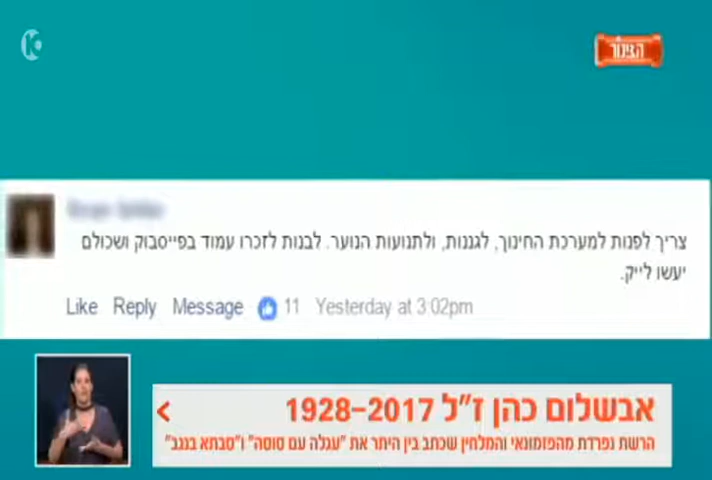 הצינור
צריך לפנות למערכת החינוך, לגננות, ולתנועות הנוער. לבנות לזכרו עמוד בפייסבוק ושכולם
יעשו לייק.
Like Reply Message 11 Yesterday at 3:02pm
אבשלום כהן ז"ל 1928-2017
הרשת נפרדת מהפזמונאי והמלחין שכתב בין היתר את "עגלה עם סוסה" ו"סבתא בנגב"